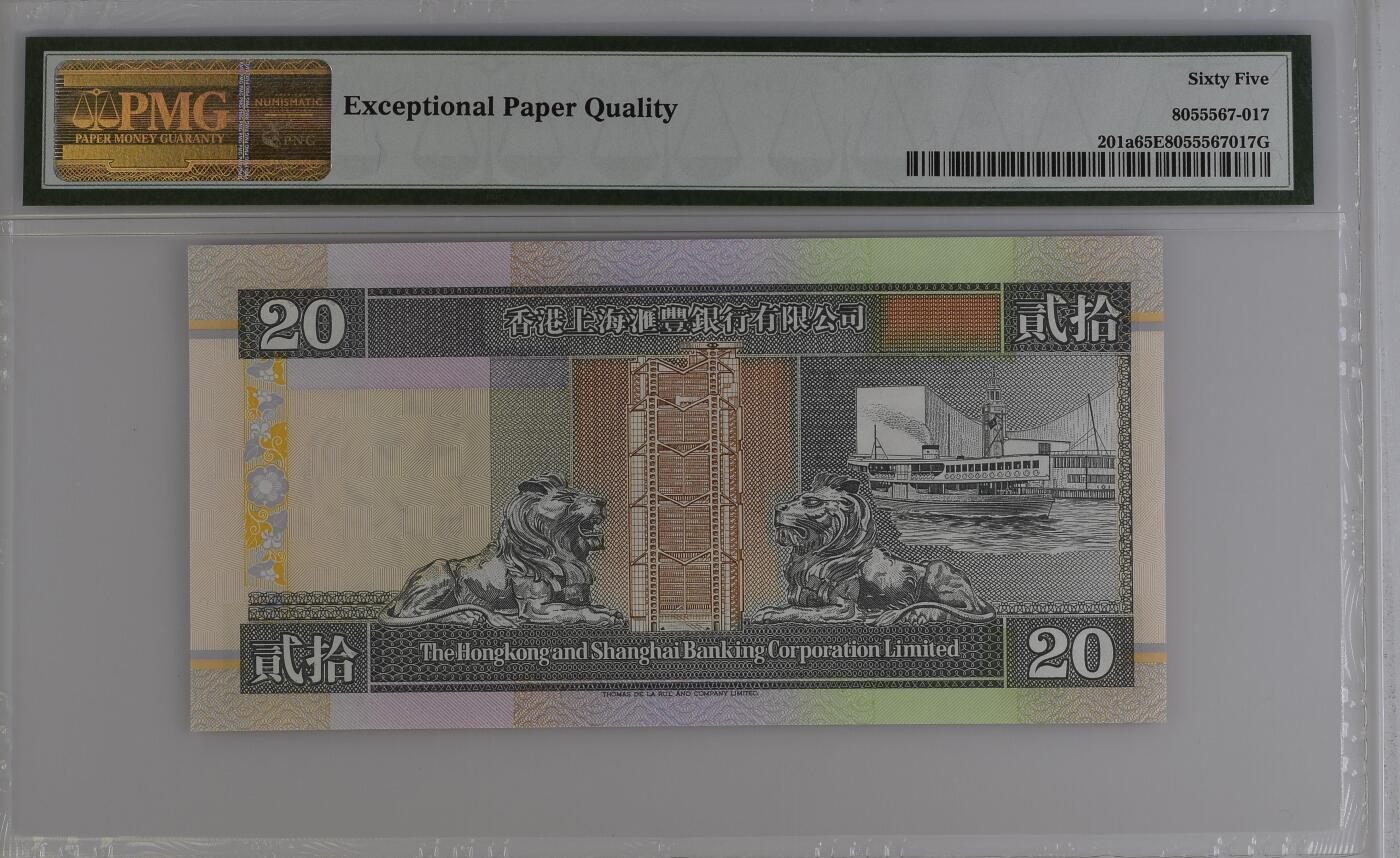 PMG
PAPER MONEY GUARANTY
NUMISMATIC
PNG
Exceptional Paper Quality
Sixty Five
8055567-017
201a65E8055567017G
20
香港上海滙豐銀行有限公司
貳拾
貳拾
The Hongkong and Shanghai Banking Corporation Limited
20
THOMAS DE LA RUE AND COMPANY LIMITED.